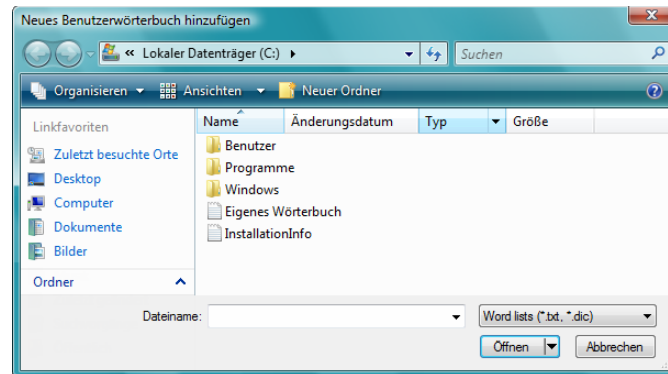 Neues Benutzerwörterbuch hinzufügen
« Lokaler Datenträger (C:) Suchen
Organisieren Ansichten Neuer Ordner
Linkfavoriten
Zuletzt besuchte Orte
Desktop
Computer
Dokumente
Bilder
Ordner
Name Änderungsdatum Typ Größe
Benutzer
Programme
Windows
Eigenes Wörterbuch
InstallationInfo
Dateiname: Word lists (*.txt, *.dic)
Öffnen Abbrechen